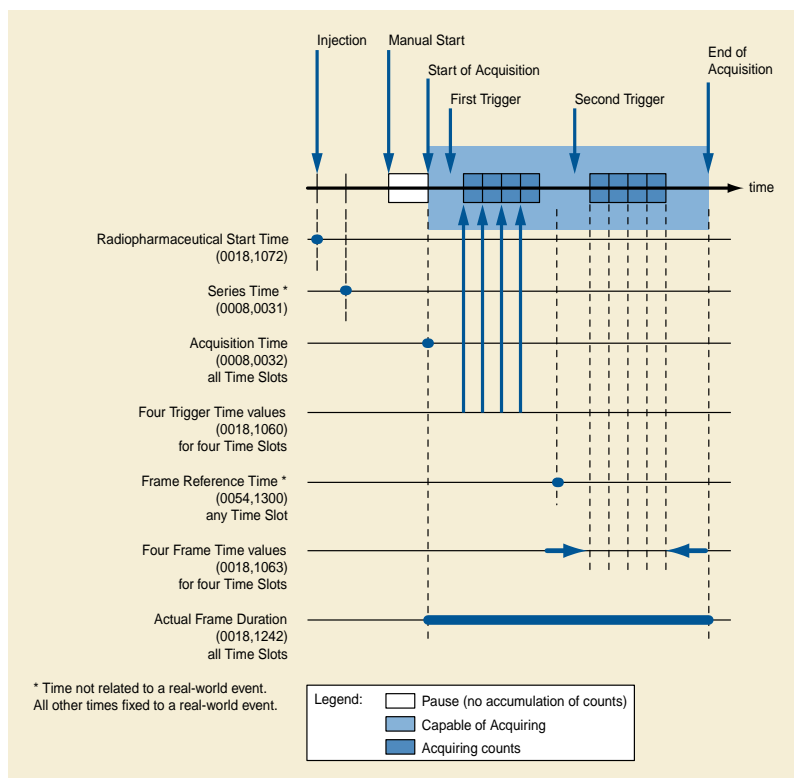 Injection
Manual Start
Start of Acquisition
End of
Acquisition
First Trigger
Second Trigger
time
Radiopharmaceutical Start Time
(0018,1072)
Series Time *
(0008,0031)
Acquisition Time
(0008,0032)
all Time Slots
Four Trigger Time values
(0018,1060)
for four Time Slots
Frame Reference Time *
(0054,1300)
any Time Slot
Four Frame Time values
(0018,1063)
for four Time Slots
Actual Frame Duration
(0018,1242)
all Time Slots
* Time not related to a real-world event.
All other times fixed to a real-world event.
Legend:
Pause (no accumulation of counts)
Capable of Acquiring
Acquiring counts